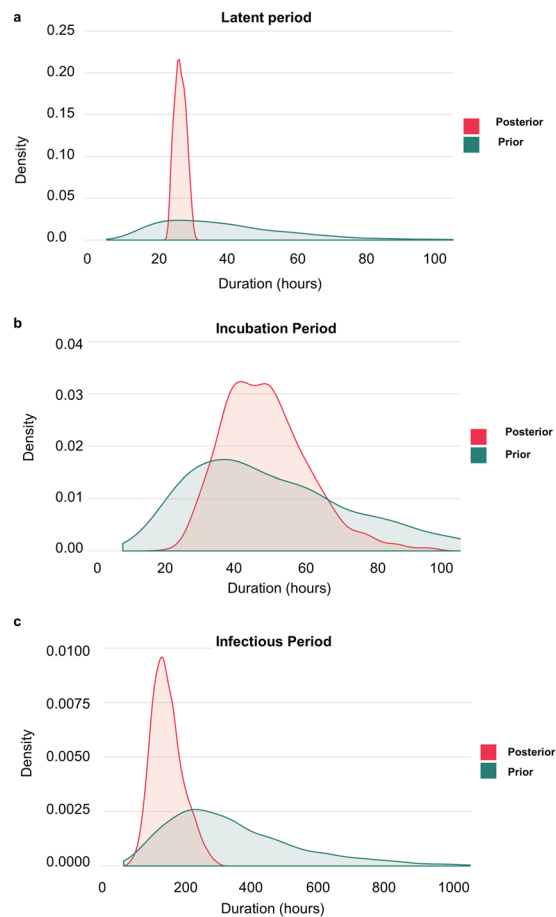 a
Latent period
0.25
0.20
0.15
0.10
0.05
0.0
Density
0 20 40 60 80 100
Duration (hours)
Posterior
Prior
b
Incubation Period
0.04
0.03
0.02
0.01
0.00
Density
0 20 40 60 80 100
Duration (hours)
Posterior
Prior
c
Infectious Period
0.0100
0.0075
0.0050
0.0025
0.0000
Density
0 200 400 600 800 1000
Duration (hours)
Posterior
Prior